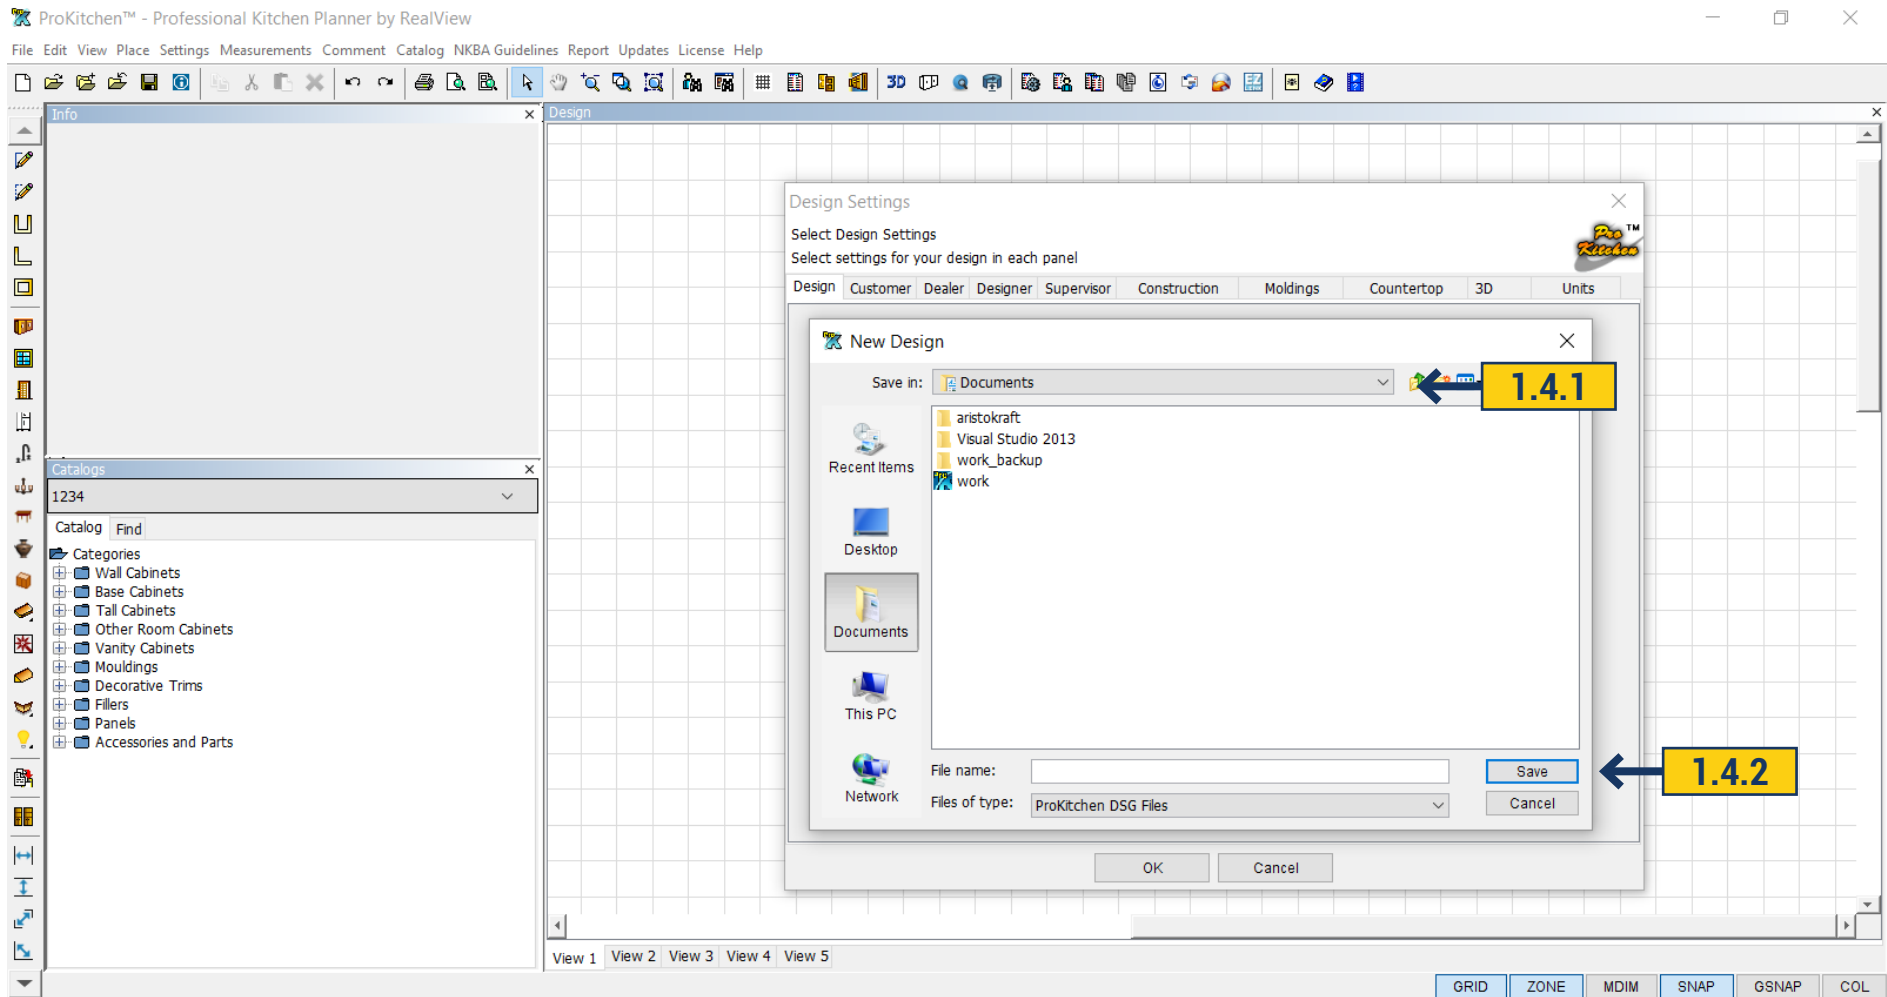 ProKitchen™ - Professional Kitchen Planner by RealView
File Edit View Place Settings Measurements Comment Catalog NKBA Guidelines Report Updates License Help
3D
EZ
Info
Design
Design Settings
Select Design Settings
Select settings for your design in each panel
Pro Kitchen ™
Design Customer Dealer Designer Supervisor Construction Moldings Countertop 3D Units
New Design
Save in: Documents
1.4.1
aristokraft
Visual Studio 2013
work_backup
work
Recent Items
Desktop
Documents
This PC
Network
File name:
Save
1.4.2
Files of type: ProKitchen DSG Files
Cancel
OK Cancel
Catalogs
1234
Catalog Find
Categories
Wall Cabinets
Base Cabinets
Tall Cabinets
Other Room Cabinets
Vanity Cabinets
Mouldings
Decorative Trims
Fillers
Panels
Accessories and Parts
View 1 View 2 View 3 View 4 View 5
GRID ZONE MDIM SNAP GSNAP COL